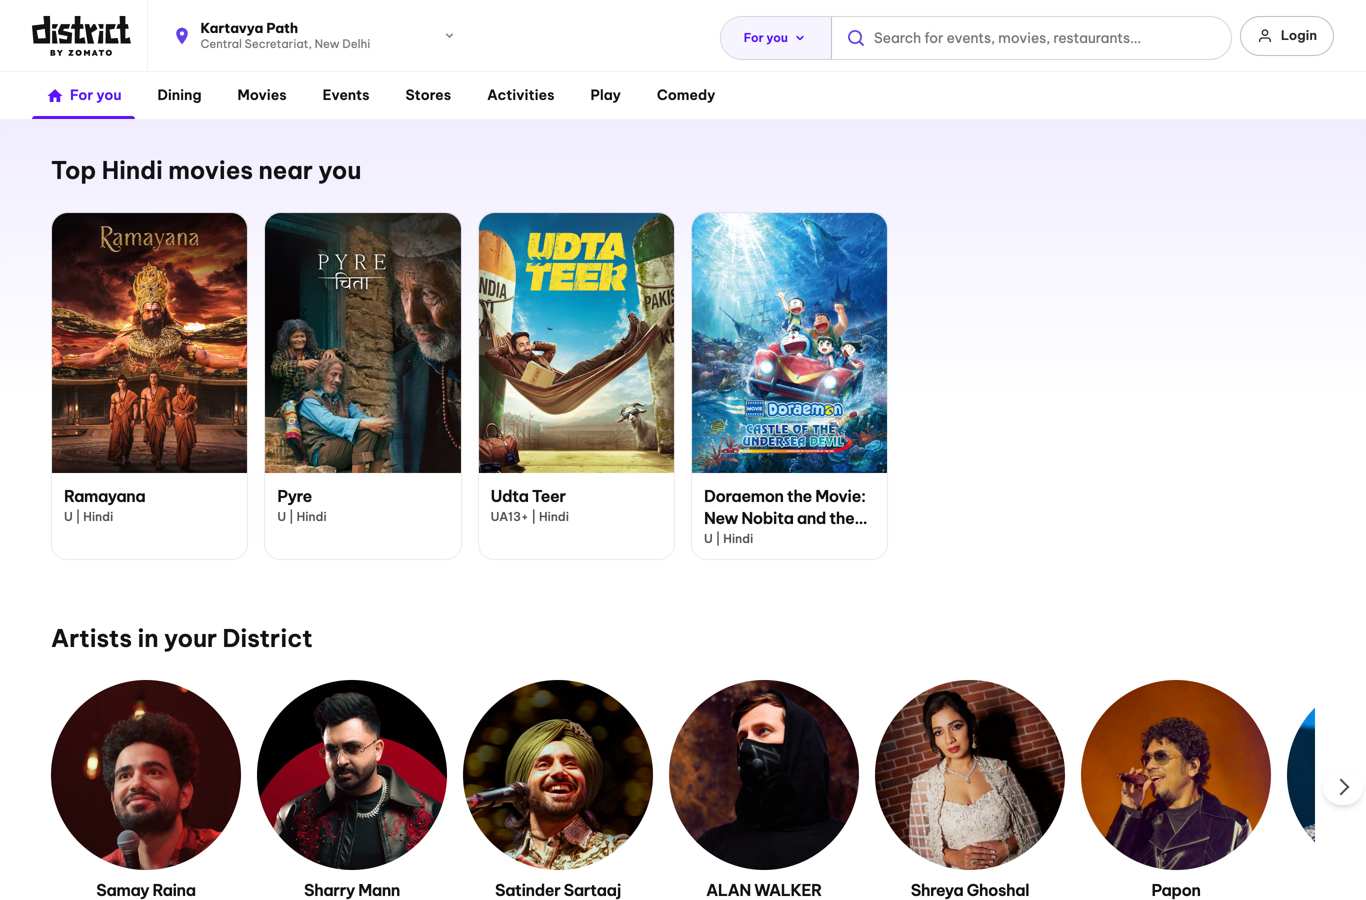 district
BY ZOMATO
Kartavya Path
Central Secretariat, New Delhi
For you
Search for events, movies, restaurants...
Login
For you
Dining
Movies
Events
Stores
Activities
Play
Comedy
Top Hindi movies near you
Ramayana
PYRE
चिता
UDTA
TEER
INDIA
PAKIS
MOVIE
Doraemon
CASTLE OF THE
UNDERSEA DEVIL
Ramayana
U | Hindi
Pyre
U | Hindi
Udta Teer
UA13+ | Hindi
Doraemon the Movie:
New Nobita and the...
U | Hindi
Artists in your District
Samay Raina
Sharry Mann
Satinder Sartaaj
ALAN WALKER
Shreya Ghoshal
Papon